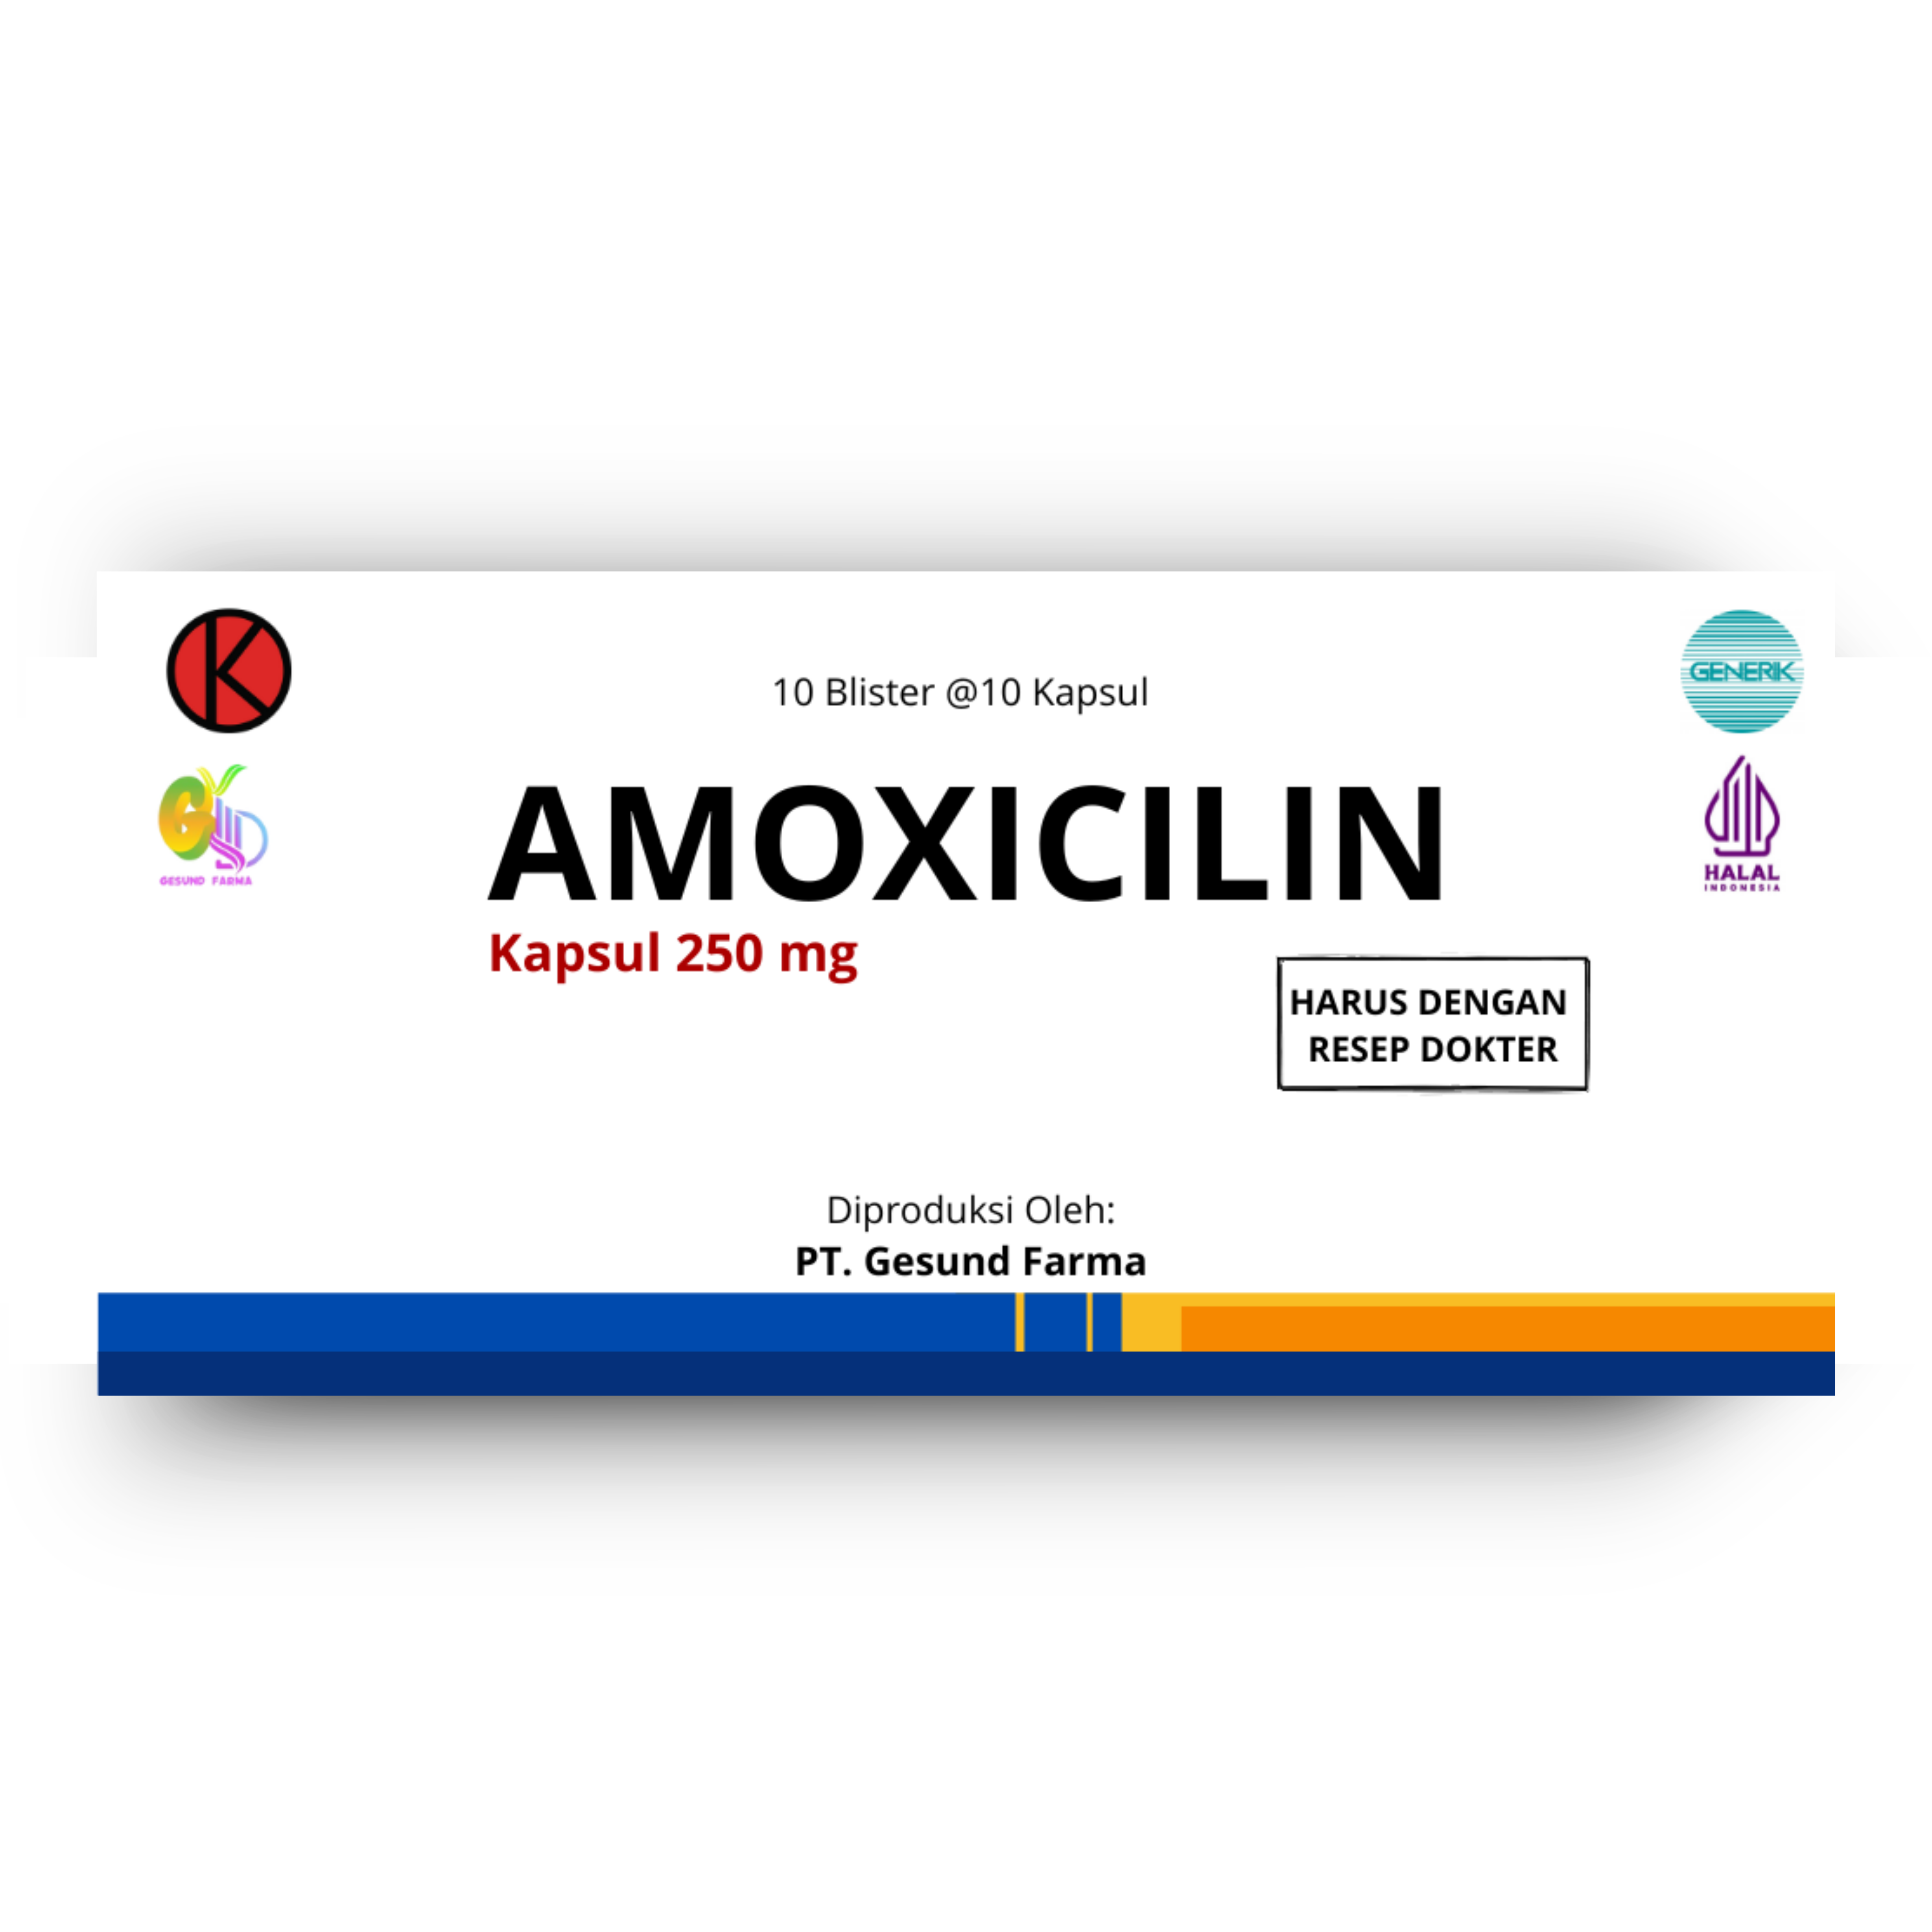 K
GENERIK
10 Blister @10 Kapsul
GESUND FARMA
AMOXICILIN
HALAL
INDONESIA
Kapsul 250 mg
HARUS DENGAN
RESEP DOKTER
Diproduksi Oleh:
PT. Gesund Farma